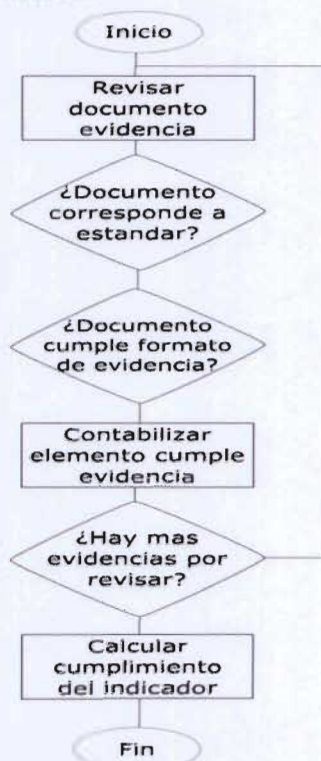 Inicio
Revisar
documento
evidencia
¿Documento
corresponde a
estandar?
¿Documento
cumple formato
de evidencia?
Contabilizar
elemento cumple
evidencia
¿Hay mas
evidencias por
revisar?
Calcular
cumplimiento
del indicador
Fin